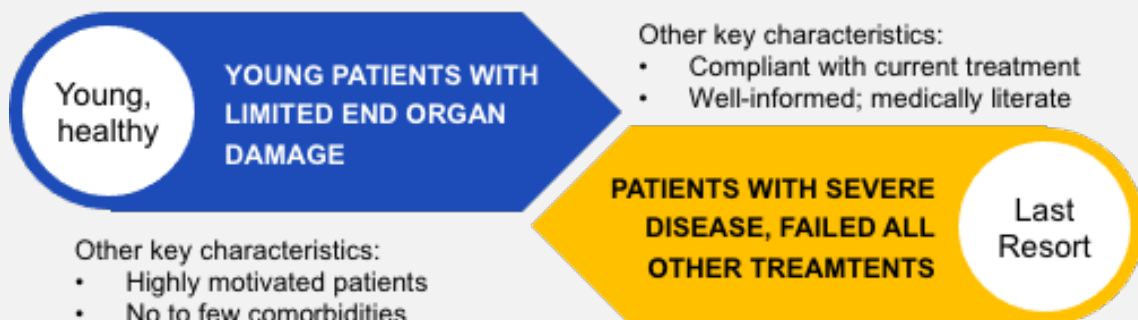 Young,
healthy
YOUNG PATIENTS WITH
LIMITED END ORGAN
DAMAGE
Other key characteristics:
• Compliant with current treatment
• Well-informed; medically literate
PATIENTS WITH SEVERE
DISEASE, FAILED ALL
OTHER TREAMTENTS
Last
Resort
Other key characteristics:
• Highly motivated patients
• No to few comorbidities